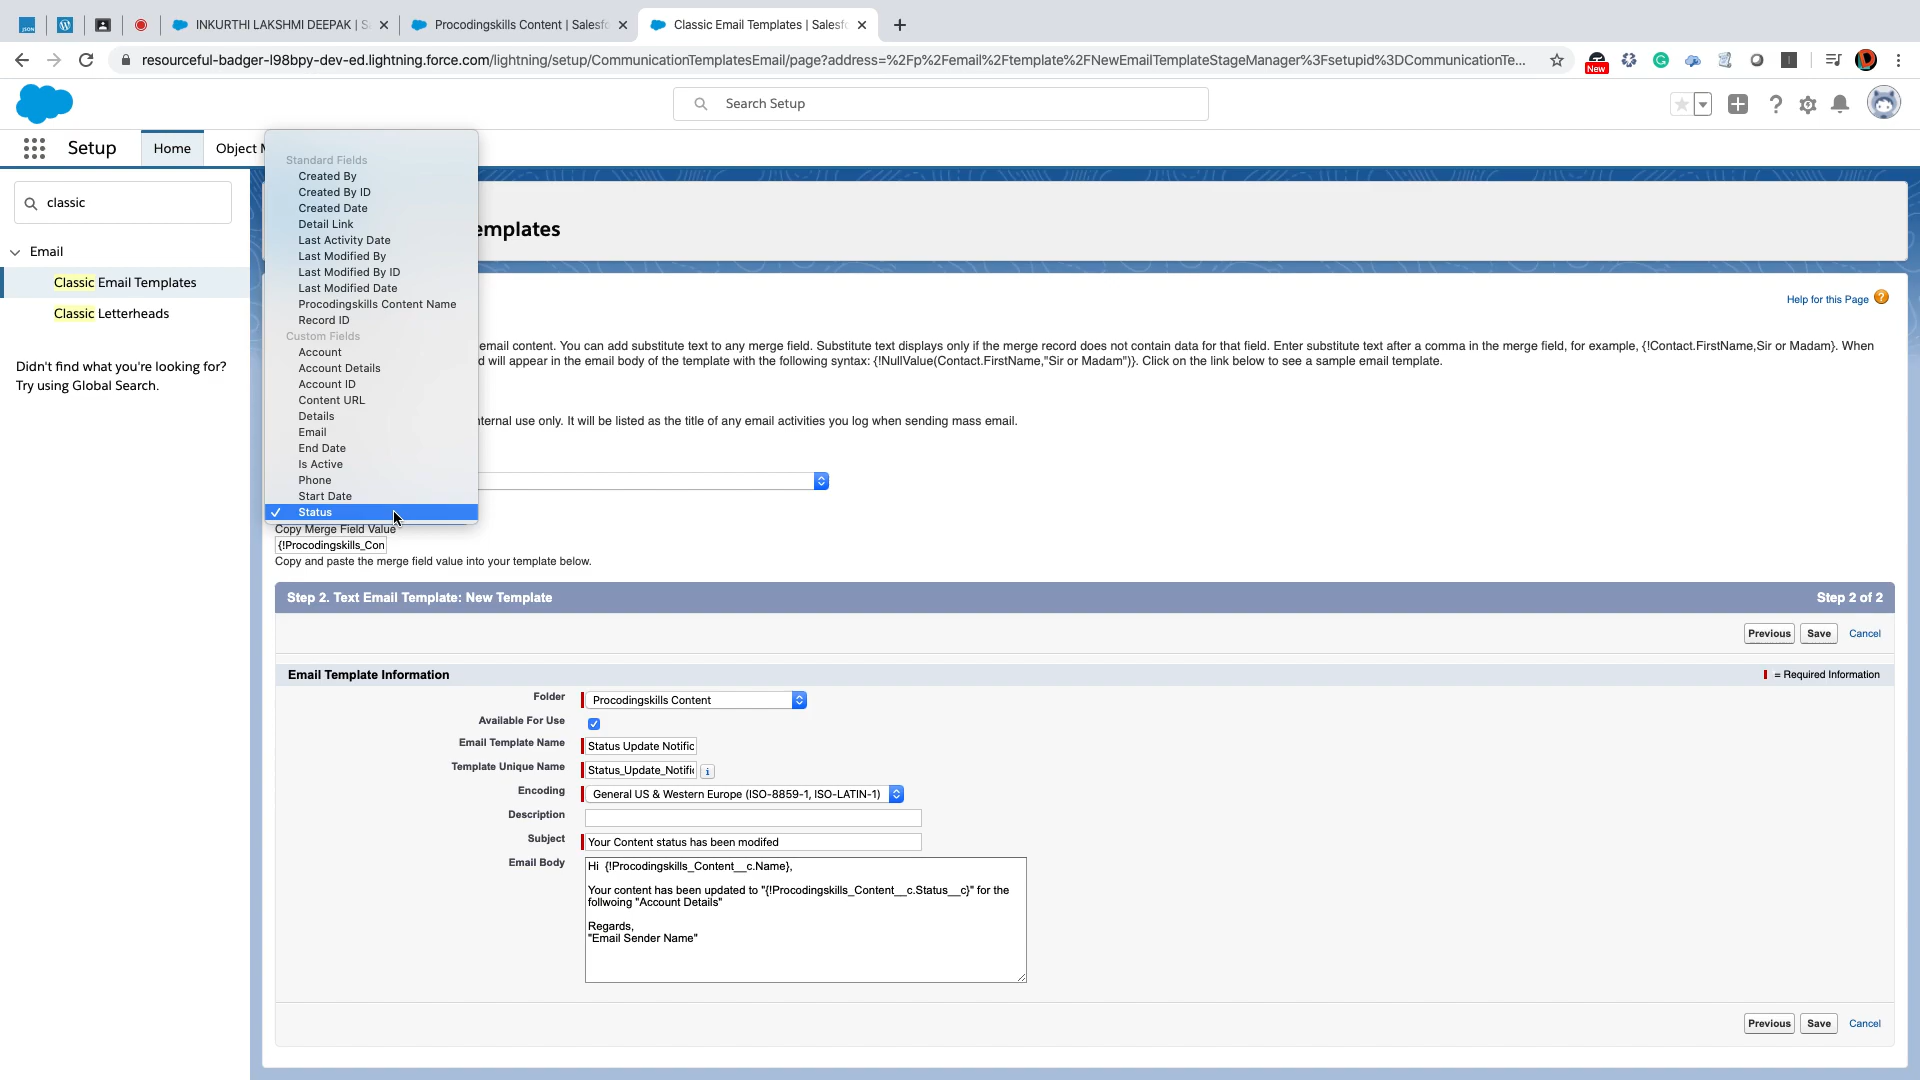 INKURTHI LAKSHMI DEEPAK | S
Procodingskills Content | Salesfo
Classic Email Templates | Salesfo
resourceful-badger-l98bpy-dev-ed.lightning.force.com/lightning/setup/CommunicationTemplatesEmail/page?address=%2Fp%2Femail%2Ftemplate%2FNewEmailTemplateStageManager%3Fsetupid%3DCommunicationTe...
New
Search Setup
Setup
Home
Object M
classic
Email
Classic Email Templates
Classic Letterheads
Didn't find what you're looking for?
Try using Global Search.
Standard Fields
Created By
Created By ID
Created Date
Detail Link
Last Activity Date
Last Modified By
Last Modified By ID
Last Modified Date
Procodingskills Content Name
Record ID
Custom Fields
Account
Account Details
Account ID
Content URL
Details
Email
End Date
Is Active
Phone
Start Date
✓ Status
emplates
Help for this Page
email content. You can add substitute text to any merge field. Substitute text displays only if the merge record does not contain data for that field. Enter substitute text after a comma in the merge field, for example, {!Contact.FirstName,Sir or Madam}. When
d will appear in the email body of the template with the following syntax: {!NullValue(Contact.FirstName,"Sir or Madam")}. Click on the link below to see a sample email template.
ternal use only. It will be listed as the title of any email activities you log when sending mass email.
Copy Merge Field Value
{!Procodingskills_Con
Copy and paste the merge field value into your template below.
Step 2. Text Email Template: New Template
Step 2 of 2
Previous Save Cancel
Email Template Information
= Required Information
Folder Procodingskills Content
Available For Use
Email Template Name Status Update Notific
Template Unique Name Status_Update_Notific
Encoding General US & Western Europe (ISO-8859-1, ISO-LATIN-1)
Description
Subject Your Content status has been modifed
Email Body
Hi {!Procodingskills_Content__c.Name},
Your content has been updated to "{!Procodingskills_Content__c.Status__c}" for the
follwoing "Account Details"
Regards,
"Email Sender Name"
Previous Save Cancel